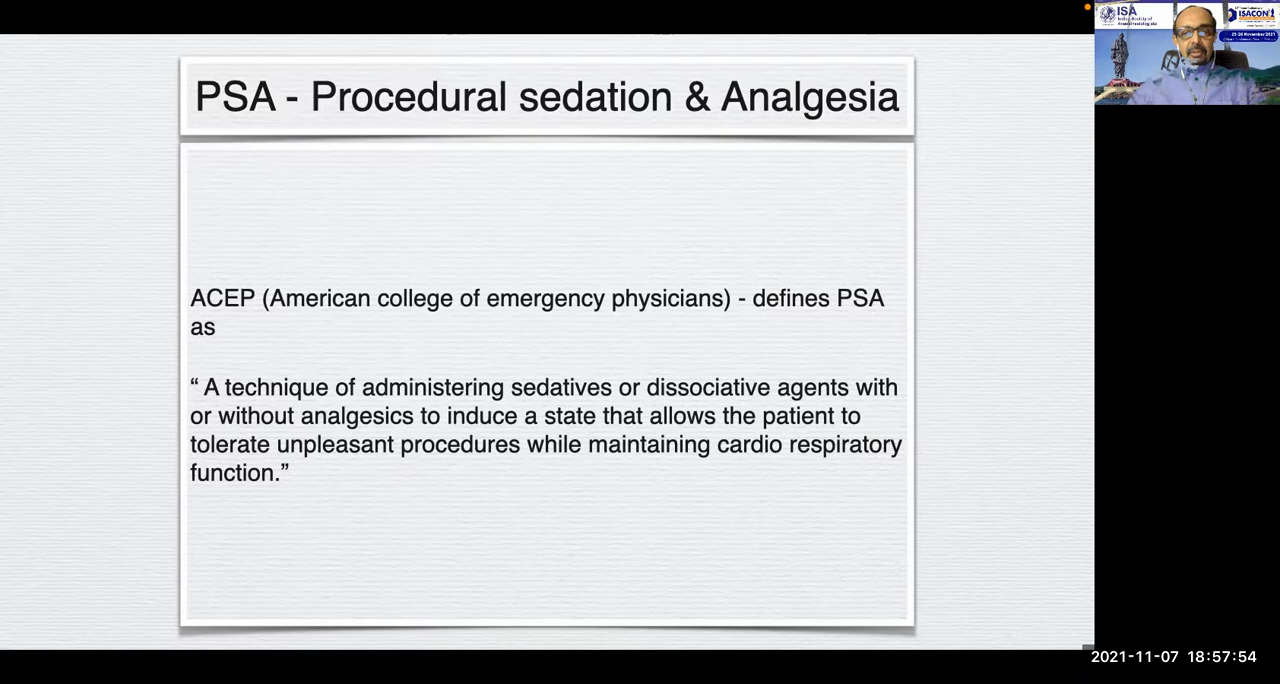 PSA - Procedural sedation & Analgesia
ACEP (American college of emergency physicians) - defines PSA
as
“ A technique of administering sedatives or dissociative agents with
or without analgesics to induce a state that allows the patient to
tolerate unpleasant procedures while maintaining cardio respiratory
function.”
ISA
ISACON
2021-11-07 18:57:54